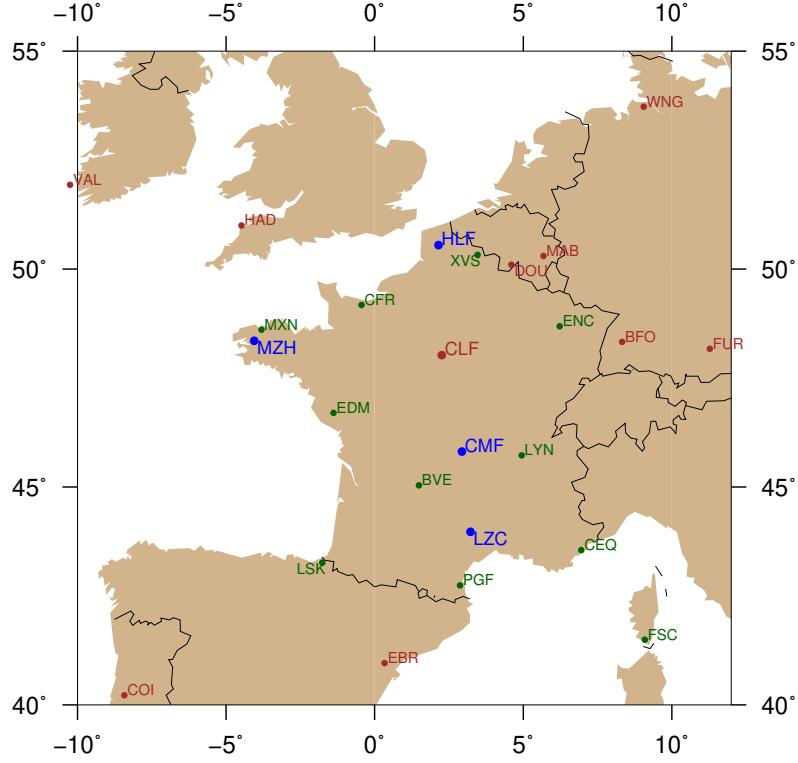 −10˚ −5˚ 0˚ 5˚ 10˚
55˚ 55˚
WNG
VAL
HAD
HLF
MAB
XVS
50˚ DOU 50˚
CFR
MXN ENC
BFO
MZH CLF FUR
EDM
CMF LYN
BVE
45˚ 45˚
LZC
CEQ
LSK
PGF
FSC
EBR
COI
40˚ 40˚
−10˚ −5˚ 0˚ 5˚ 10˚